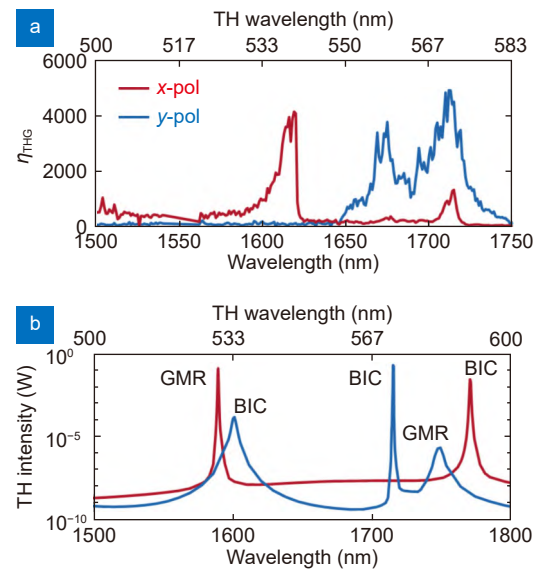 a
TH wavelength (nm)
500 517 533 550 567 583
6000
4000
2000
0
ηTHG
x-pol
y-pol
1500 1550 1600 1650 1700 1750
Wavelength (nm)
b
TH wavelength (nm)
500 533 567 600
10⁰
10⁻⁵
10⁻¹⁰
TH intensity (W)
GMR
BIC
BIC
GMR
BIC
1500 1600 1700 1800
Wavelength (nm)